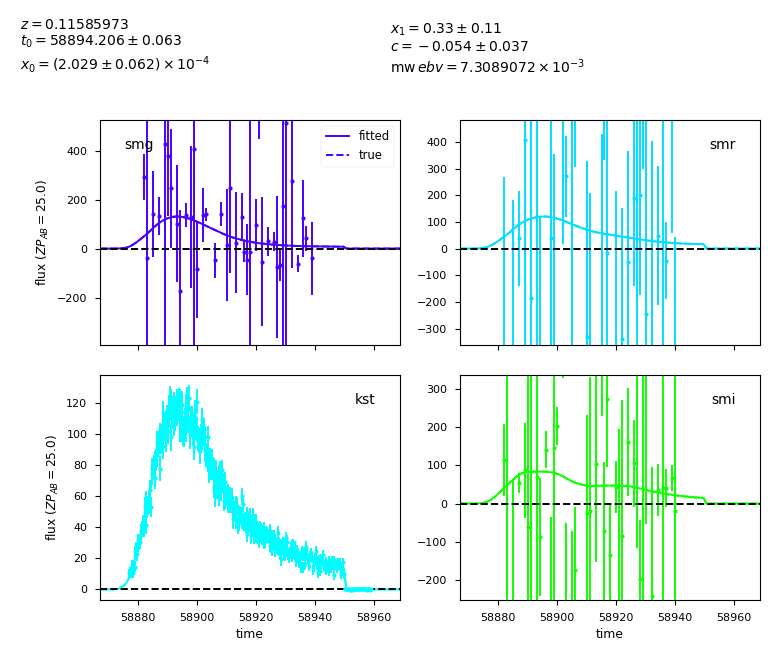 z = 0.11585973
t₀ = 58894.206 ± 0.063
x₀ = (2.029 ± 0.062) × 10⁻⁴
x₁ = 0.33 ± 0.11
c = −0.054 ± 0.037
mw ebv = 7.3089072 × 10⁻³
smg
fitted
true
400
200
0
−200
flux (ZP_AB = 25.0)
smr
400
300
200
100
0
−100
−200
−300
kst
120
100
80
60
40
20
0
flux (ZP_AB = 25.0)
58880 58900 58920 58940 58960
time
smi
300
200
100
0
−100
−200
58880 58900 58920 58940 58960
time